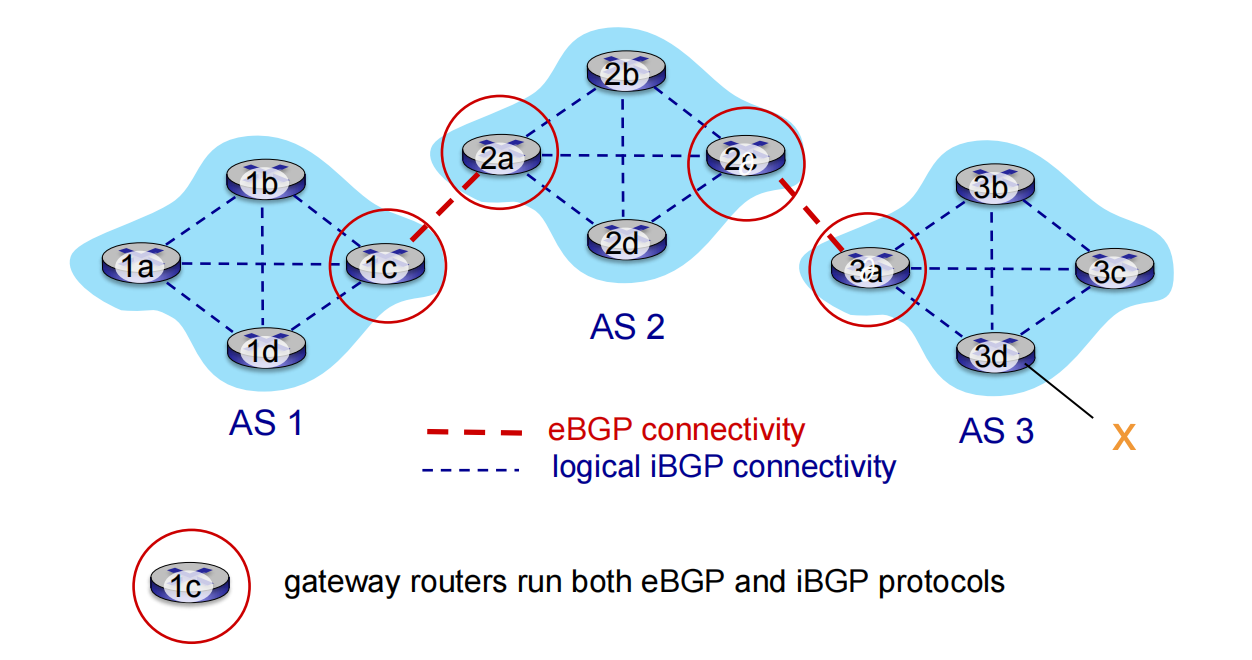 2b
2a
2c
1b
3b
2d
1a
1c
3a
3c
AS 2
1d
3d
AS 1
eBGP connectivity
AS 3
X
logical iBGP connectivity
1c
gateway routers run both eBGP and iBGP protocols